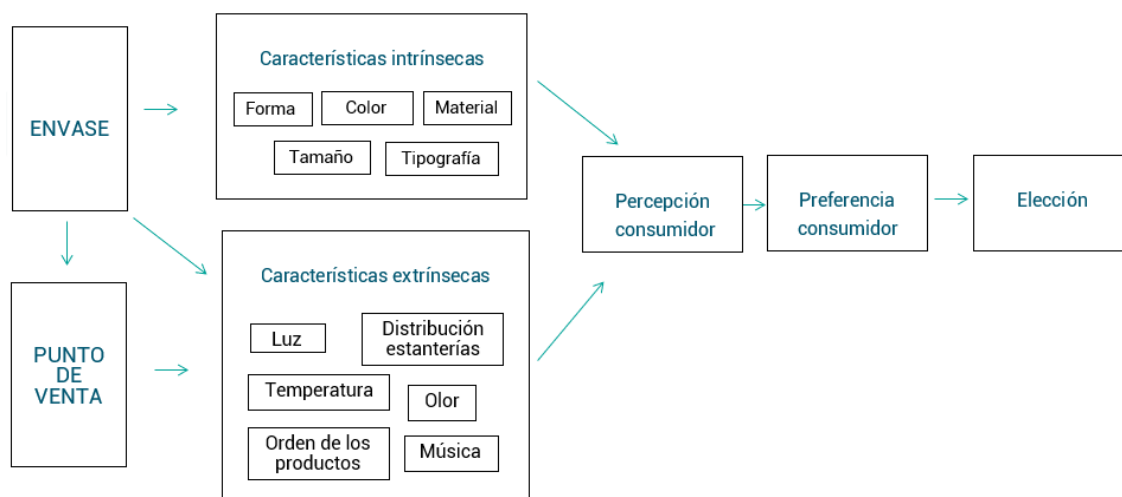 ENVASE
Características intrínsecas
Forma
Color
Material
Tamaño
Tipografía
PUNTO
DE
VENTA
Características extrínsecas
Luz
Distribución
estanterías
Temperatura
Olor
Orden de los
productos
Música
Percepción
consumidor
Preferencia
consumidor
Elección